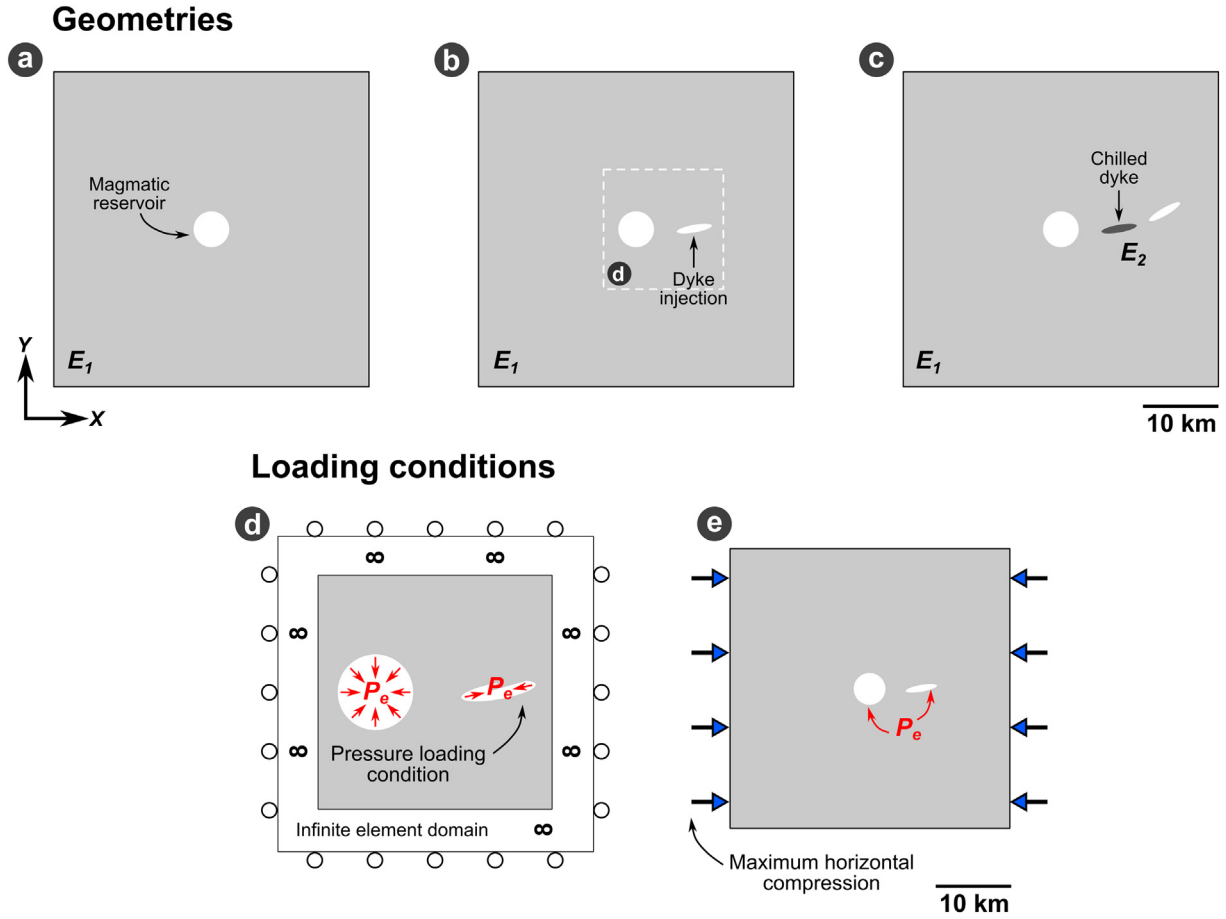 Geometries
a
b
c
Magmatic
reservoir
d
Dyke
injection
Chilled
dyke
E2
E1
E1
E1
Y
X
10 km
Loading conditions
d
e
∞ ∞
∞ ∞
Pe Pe
Pe
∞ ∞
Pressure loading
condition
Infinite element domain ∞
Maximum horizontal
compression
10 km